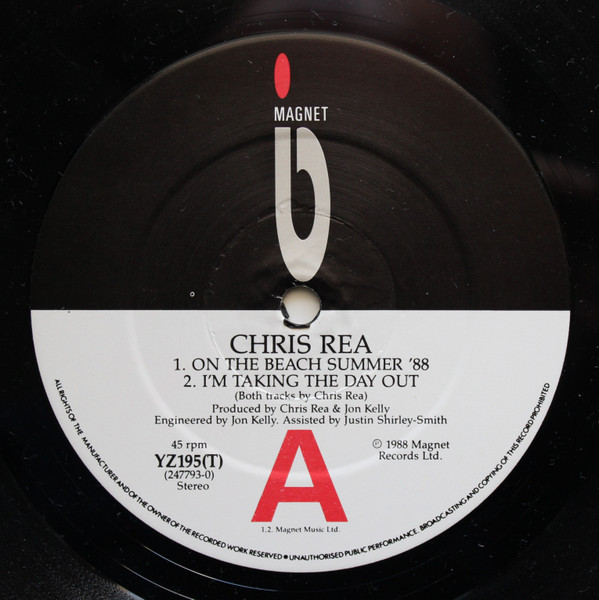 MAGNET
CHRIS REA
1. ON THE BEACH SUMMER '88
2. I'M TAKING THE DAY OUT
(Both tracks by Chris Rea)
Produced by Chris Rea & Jon Kelly
Engineered by Jon Kelly. Assisted by Justin Shirley-Smith
45 rpm
YZ195(T)
(247793-0)
Stereo
℗ 1988 Magnet
Records Ltd.
A
1.2. Magnet Music Ltd.
ALL RIGHTS OF THE MANUFACTURER AND OF THE OWNER OF THE RECORDED WORK RESERVED • UNAUTHORISED PUBLIC PERFORMANCE, BROADCASTING AND COPYING OF THIS RECORD PROHIBITED